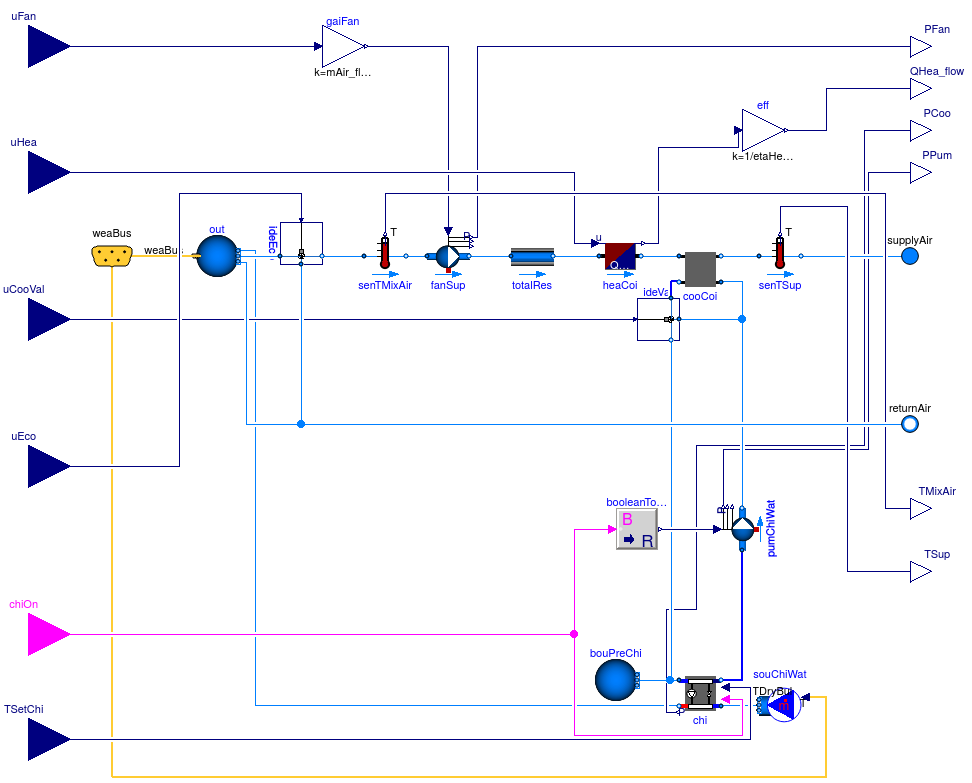 uFan
gaiFan
k=mAir_fl...
PFan
QHea_flow
eff
k=1/etaHe...
PCoo
uHea
PPum
weaBus
weaBu
out
ideEc
T
senTMixAir
P
fanSup
totalRes
u
Q...
heaCoi
cooCoi
T
senTSup
supplyAir
uCooVal
ideVa
returnAir
uEco
TMixAir
booleanTo...
B
R
P
pumChiWat
TSup
chiOn
bouPreChi
souChiWat
TDryBul
T
m
P
chi
TSetChi